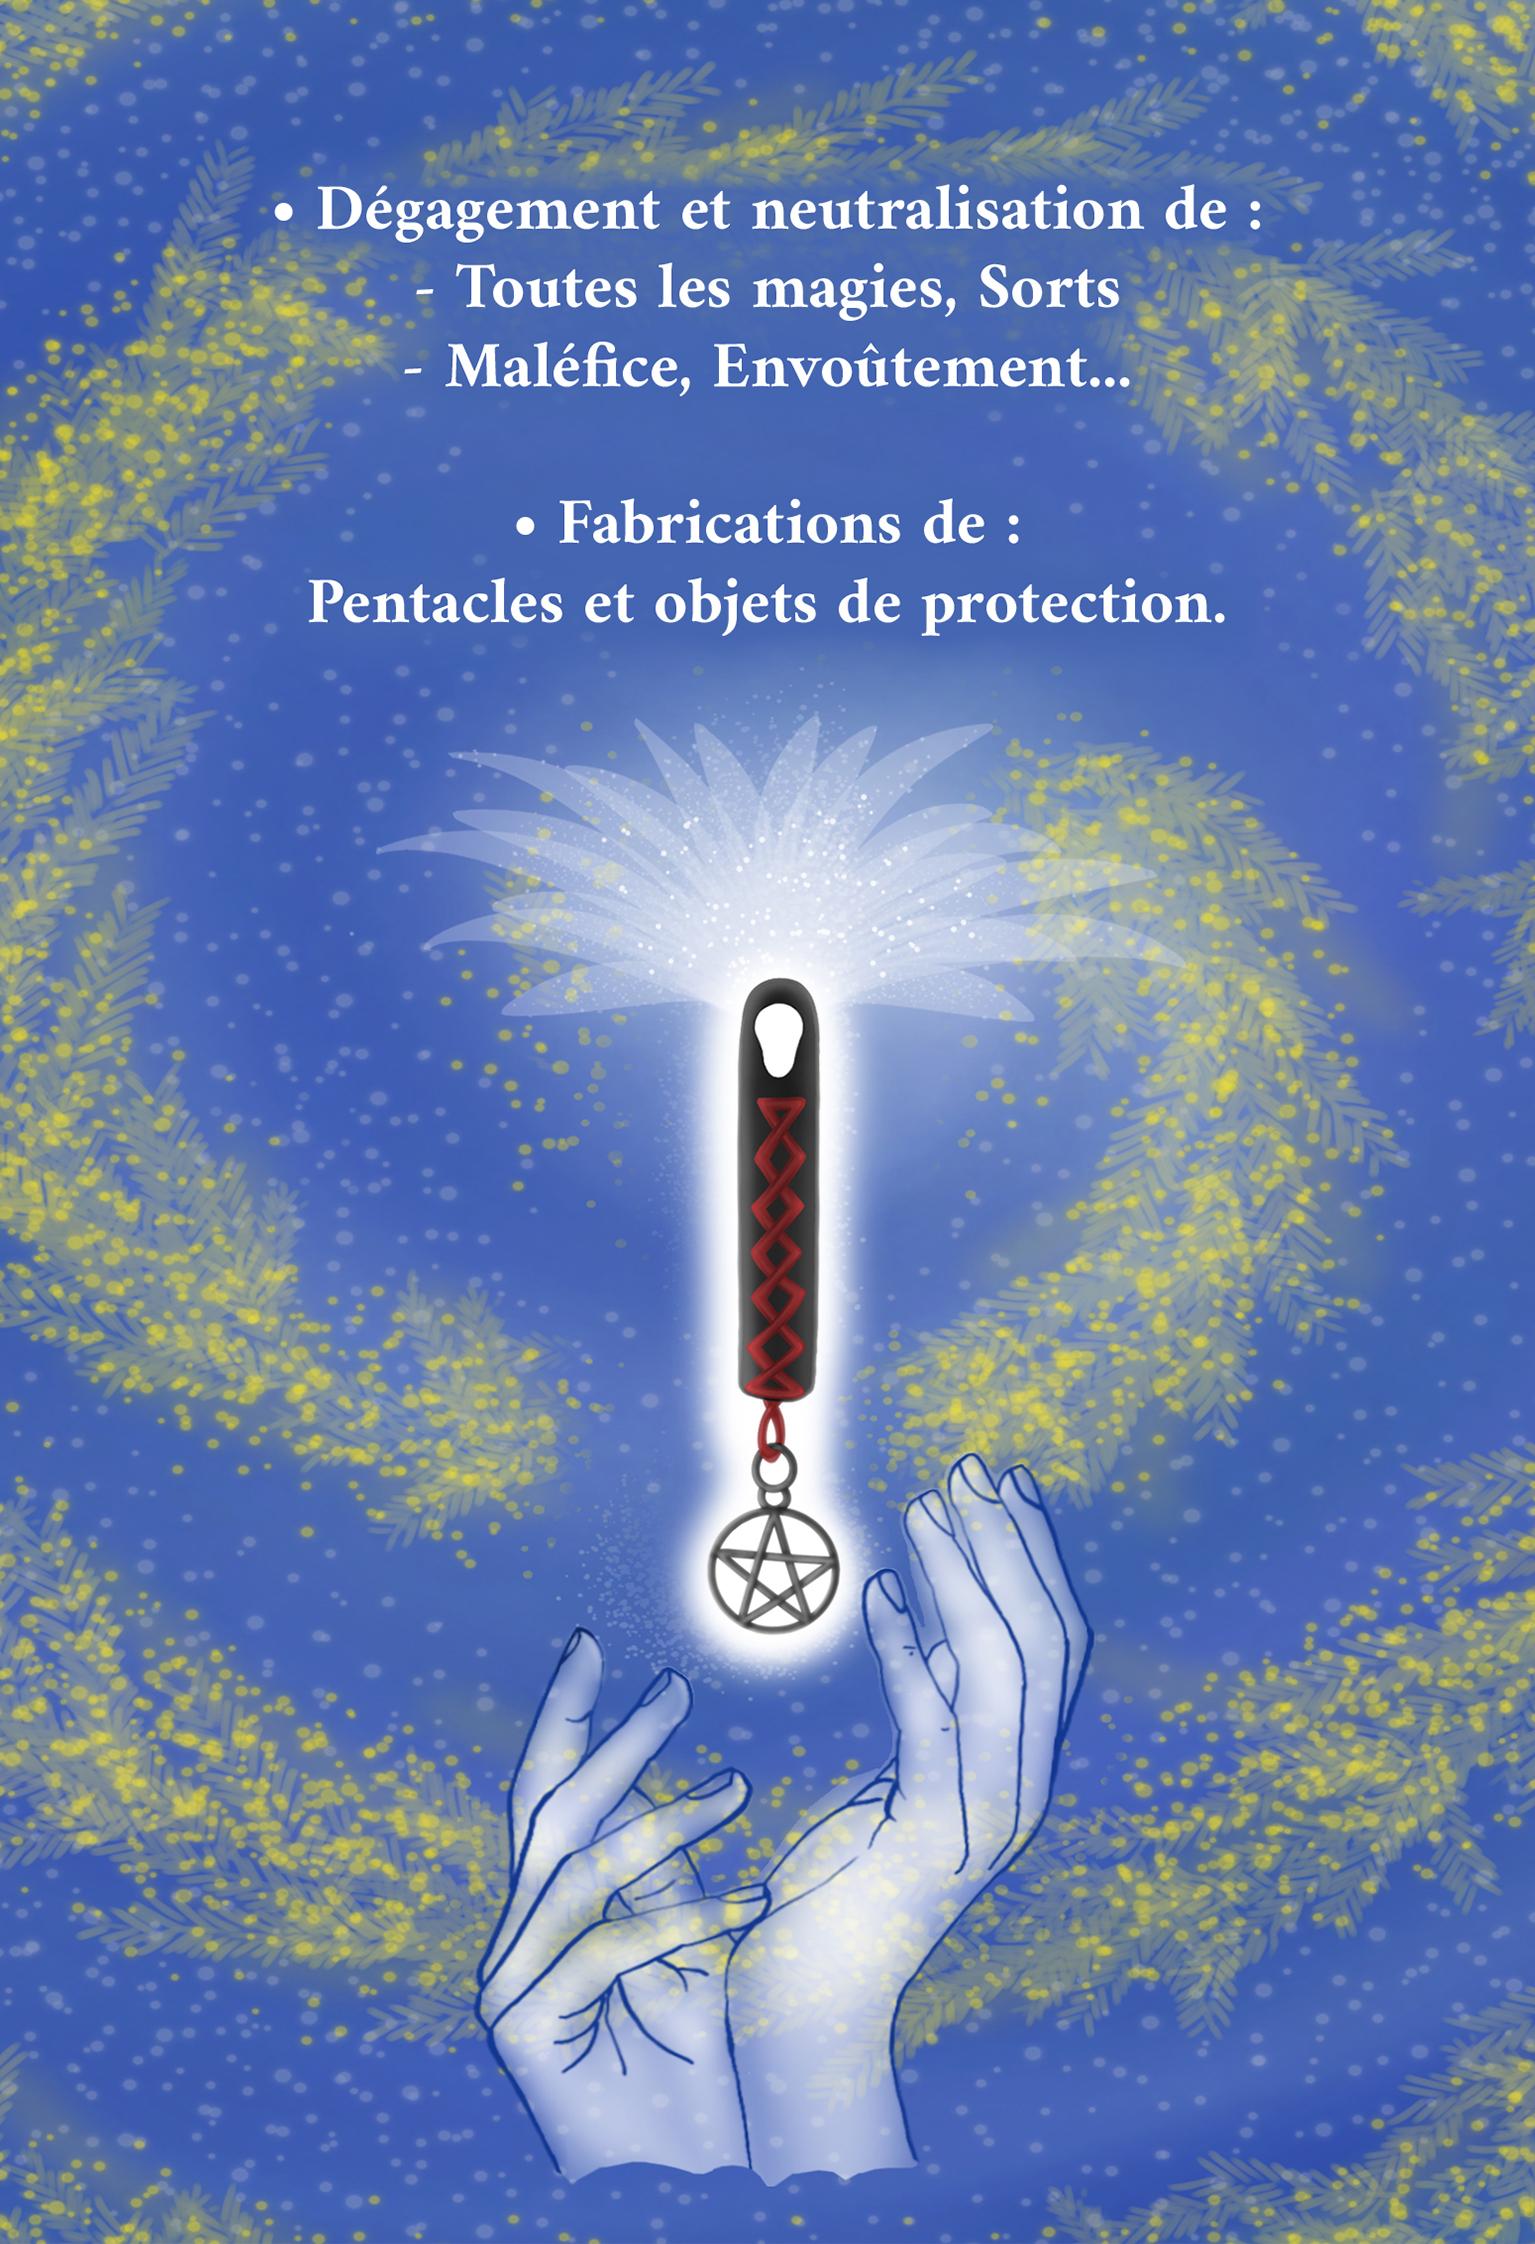 • Dégagement et neutralisation de :
- Toutes les magies, Sorts
- Maléfice, Envoûtement...
• Fabrications de :
Pentacles et objets de protection.